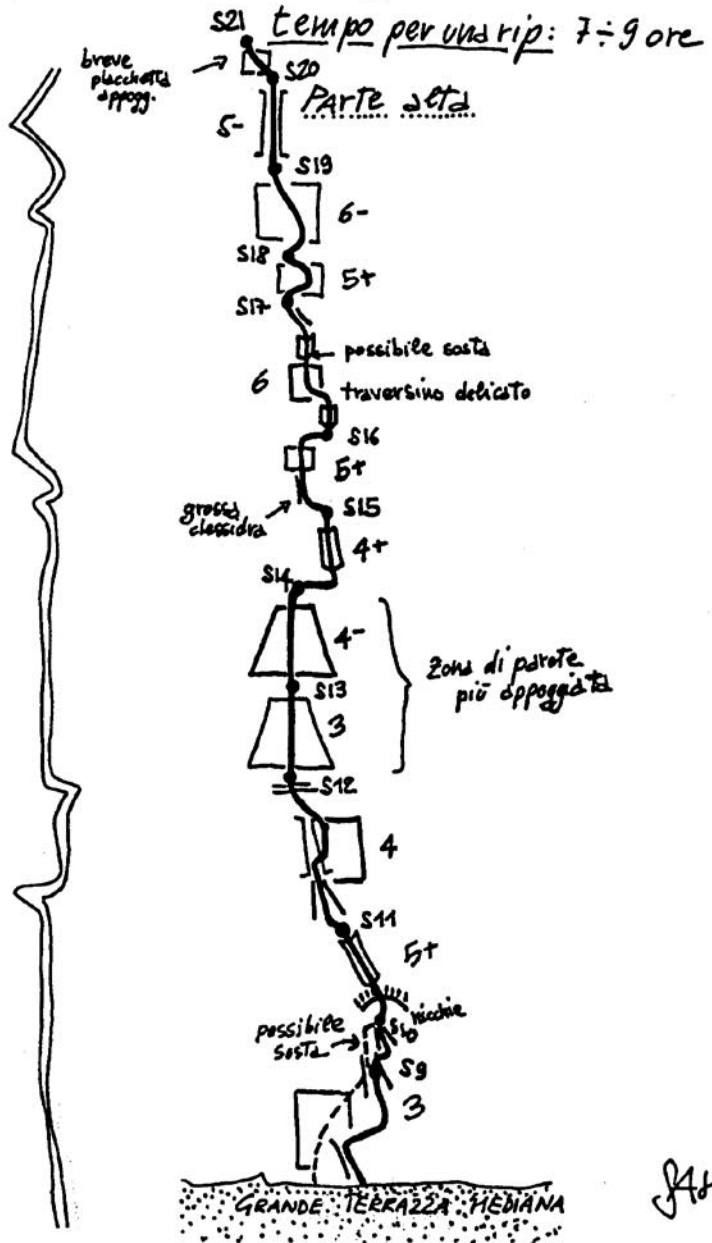 tempo per una rip: 7÷9 ore
S21
breve
placchetta
appogg.
S20
Parte alta
5-
S19
6-
S18
5+
S17
possibile sosta
6
traversino delicato
S16
5+
grossa
clessidra
S15
4+
S14
4-
Zona di parete
più appoggiata
S13
3
S12
4
S11
5+
nicchie
possibile
sosta
S10
S9
3
GRANDE TERRAZZA MEDIANA